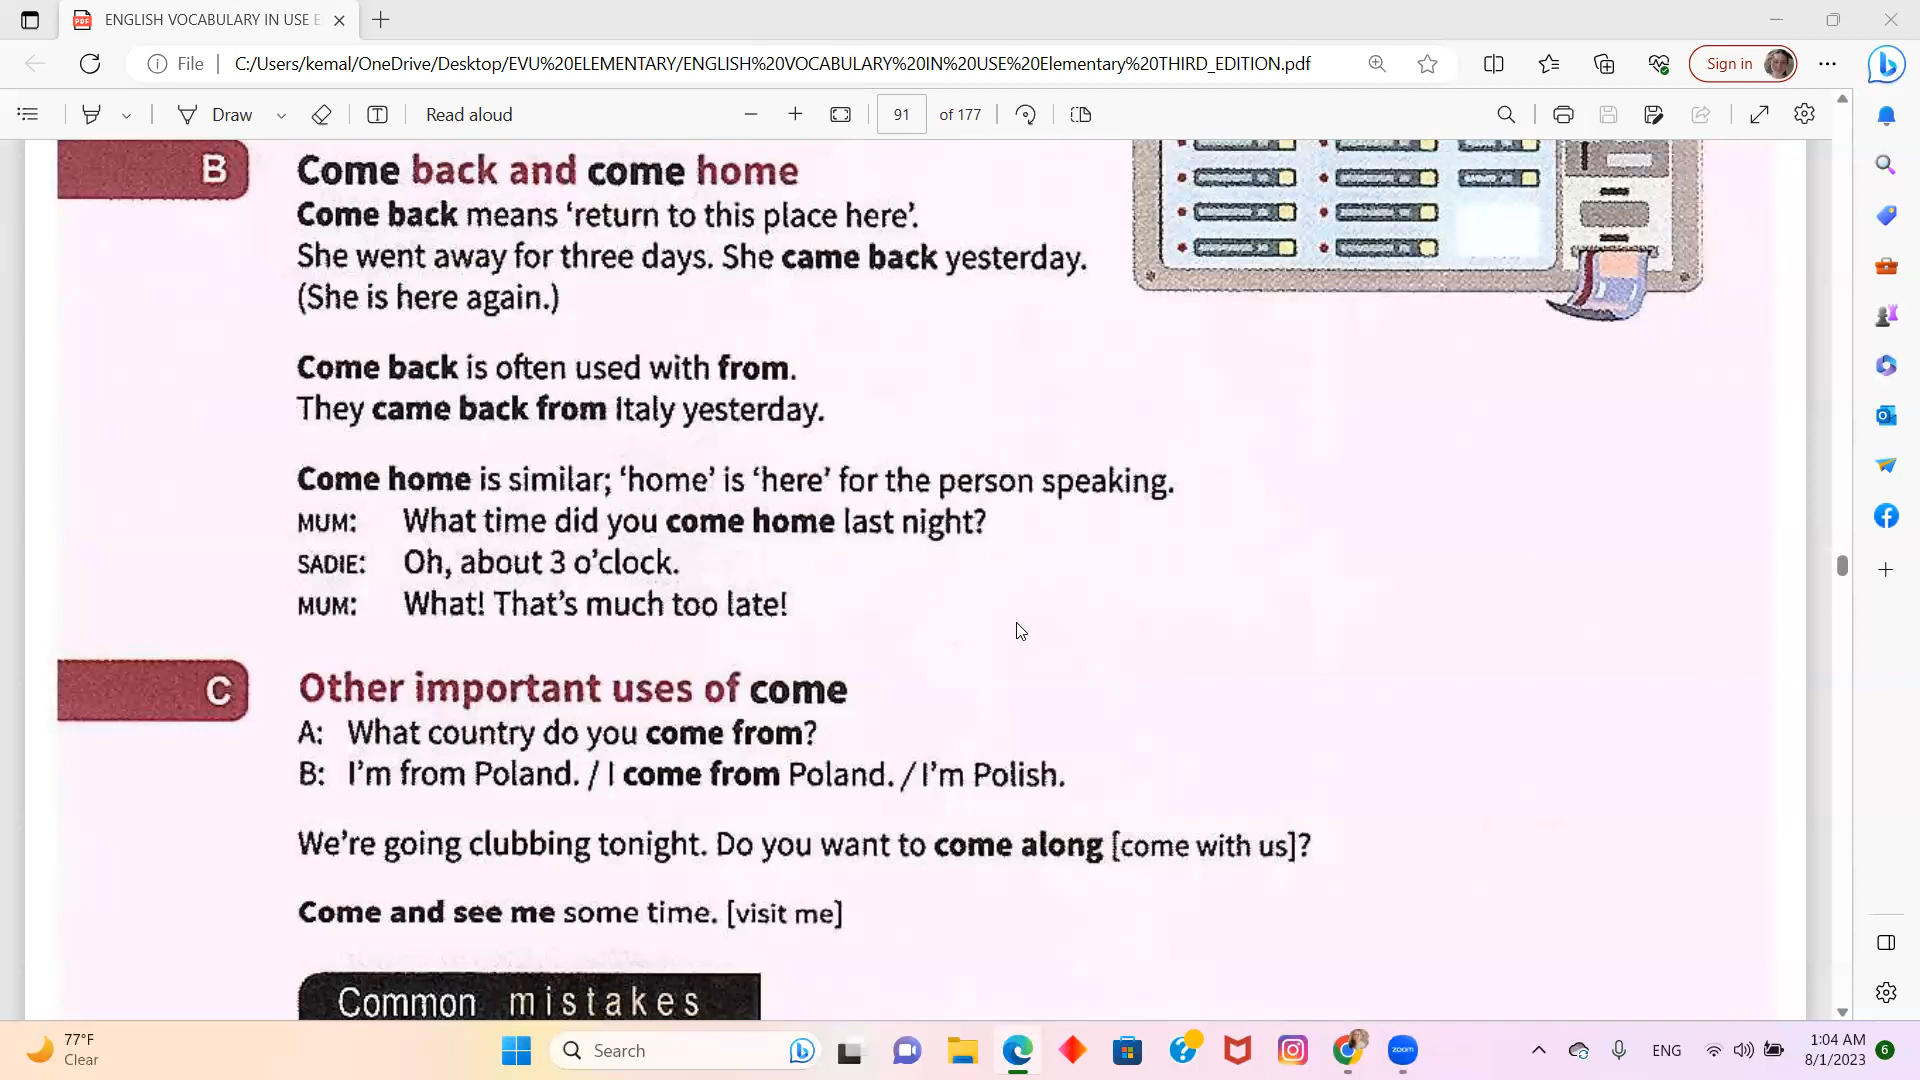 ENGLISH VOCABULARY IN USE E
File
C:/Users/kemal/OneDrive/Desktop/EVU%20ELEMENTARY/ENGLISH%20VOCABULARY%20IN%20USE%20Elementary%20THIRD_EDITION.pdf
Sign in
Draw
Read aloud
91 of 177
B Come back and come home
Come back means ‘return to this place here’.
She went away for three days. She came back yesterday.
(She is here again.)
Come back is often used with from.
They came back from Italy yesterday.
Come home is similar; ‘home’ is ‘here’ for the person speaking.
MUM: What time did you come home last night?
SADIE: Oh, about 3 o’clock.
MUM: What! That’s much too late!
C Other important uses of come
A: What country do you come from?
B: I’m from Poland. / I come from Poland. / I’m Polish.
We’re going clubbing tonight. Do you want to come along [come with us]?
Come and see me some time. [visit me]
Common mistakes
77°F
Clear
Search
zoom
ENG
1:04 AM
8/1/2023
6